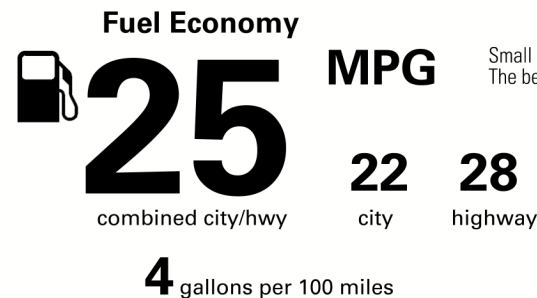 Fuel Economy
25 MPG
Small
The be
22 28
combined city/hwy city highway
4 gallons per 100 miles